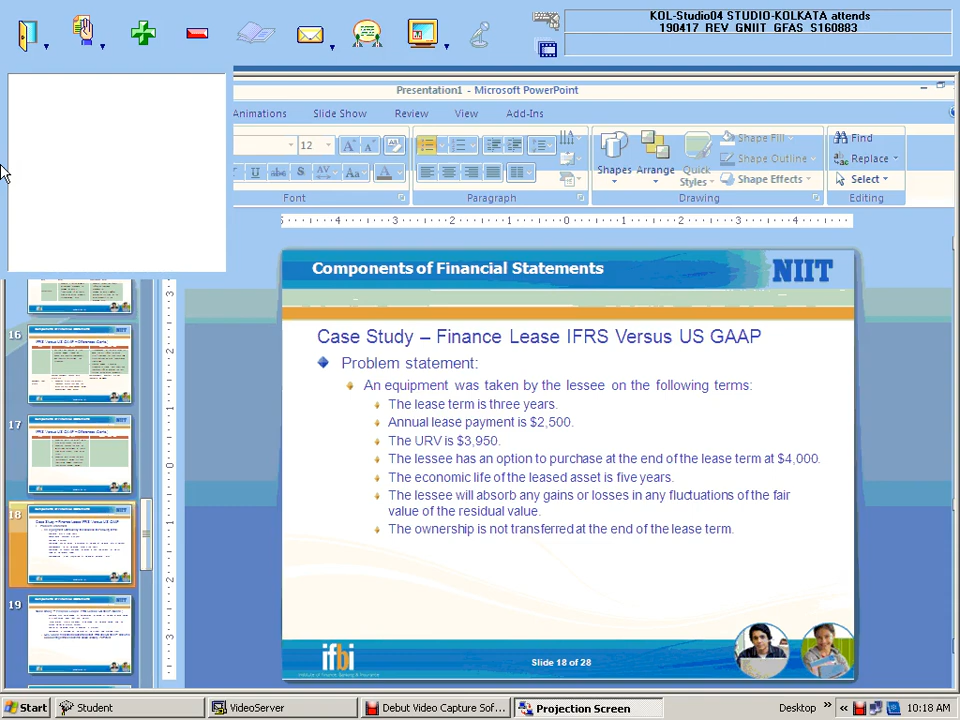 KOL-Studio04 STUDIO-KOLKATA attends
190417 REV GNIIT GFAS S160883
Presentation1 - Microsoft PowerPoint
Animations Slide Show Review View Add-Ins
12
Find
Replace
Select
Shapes Arrange Quick Styles
Shape Fill
Shape Outline
Shape Effects
Font Paragraph Drawing Editing
Components of Financial Statements
NIIT
Case Study – Finance Lease IFRS Versus US GAAP
Problem statement:
An equipment was taken by the lessee on the following terms:
The lease term is three years.
Annual lease payment is $2,500.
The URV is $3,950.
The lessee has an option to purchase at the end of the lease term at $4,000.
The economic life of the leased asset is five years.
The lessee will absorb any gains or losses in any fluctuations of the fair
value of the residual value.
The ownership is not transferred at the end of the lease term.
ifbi
Institute of Finance, Banking & Insurance
Slide 18 of 28
16
17
18
19
Start Student VideoServer Debut Video Capture Sof... Projection Screen Desktop 10:18 AM